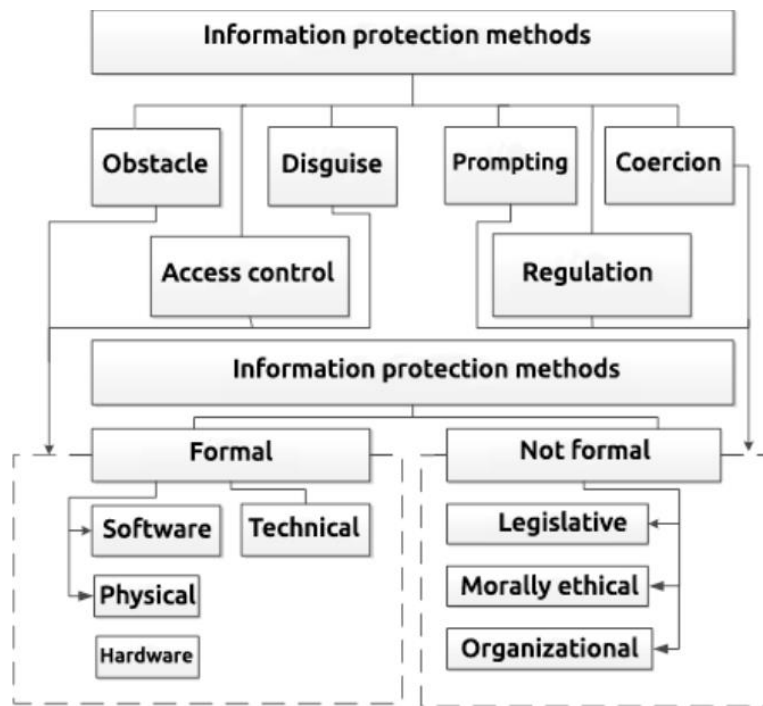 Information protection methods
Obstacle
Disguise
Prompting
Coercion
Access control
Regulation
Information protection methods
Formal
Not formal
Software
Technical
Legislative
Physical
Morally ethical
Hardware
Organizational